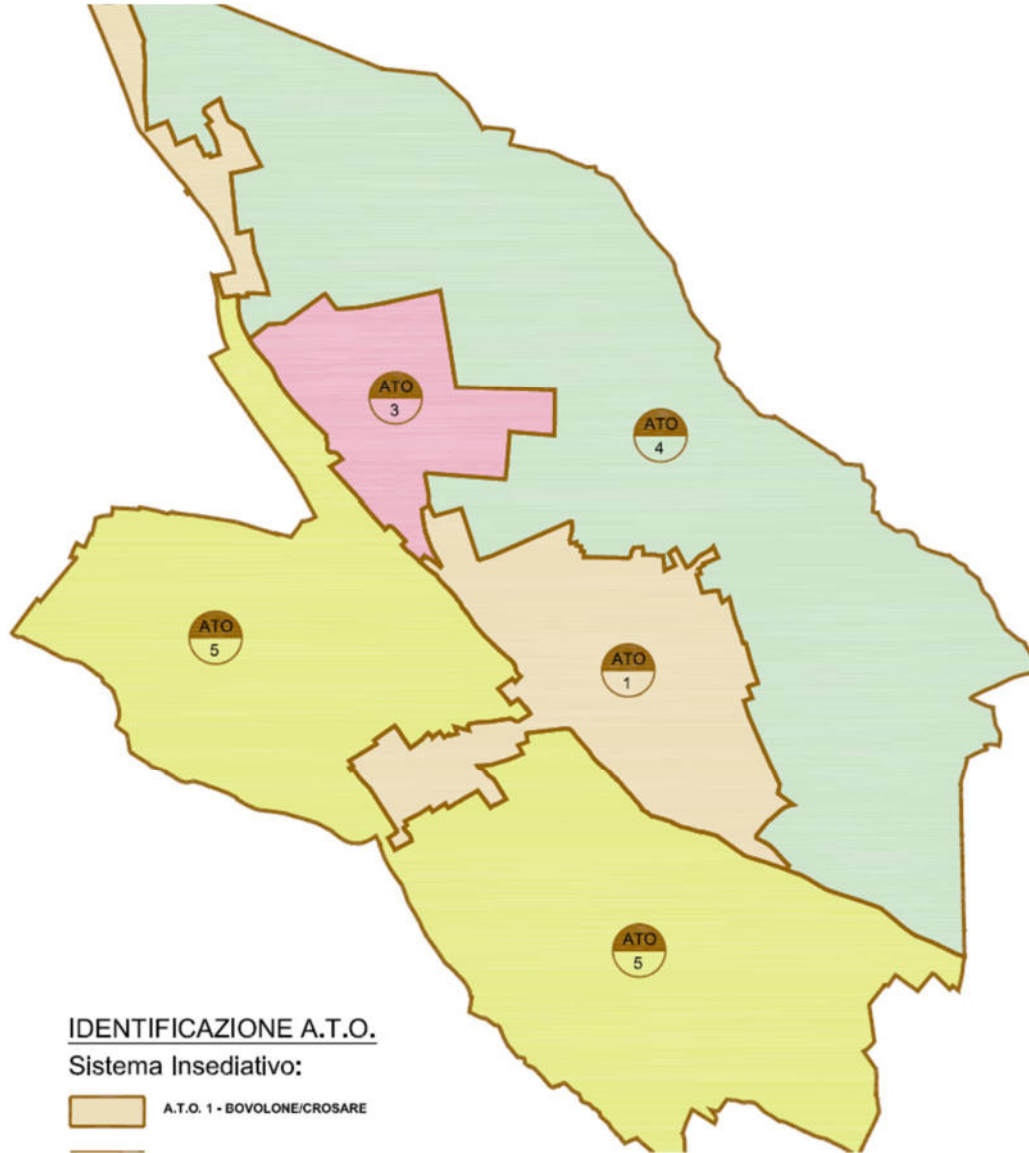 ATO
3
ATO
4
ATO
5
ATO
1
ATO
5
IDENTIFICAZIONE A.T.O.
Sistema Insediativo:
A.T.O. 1 - BOVOLONE/CROSARE